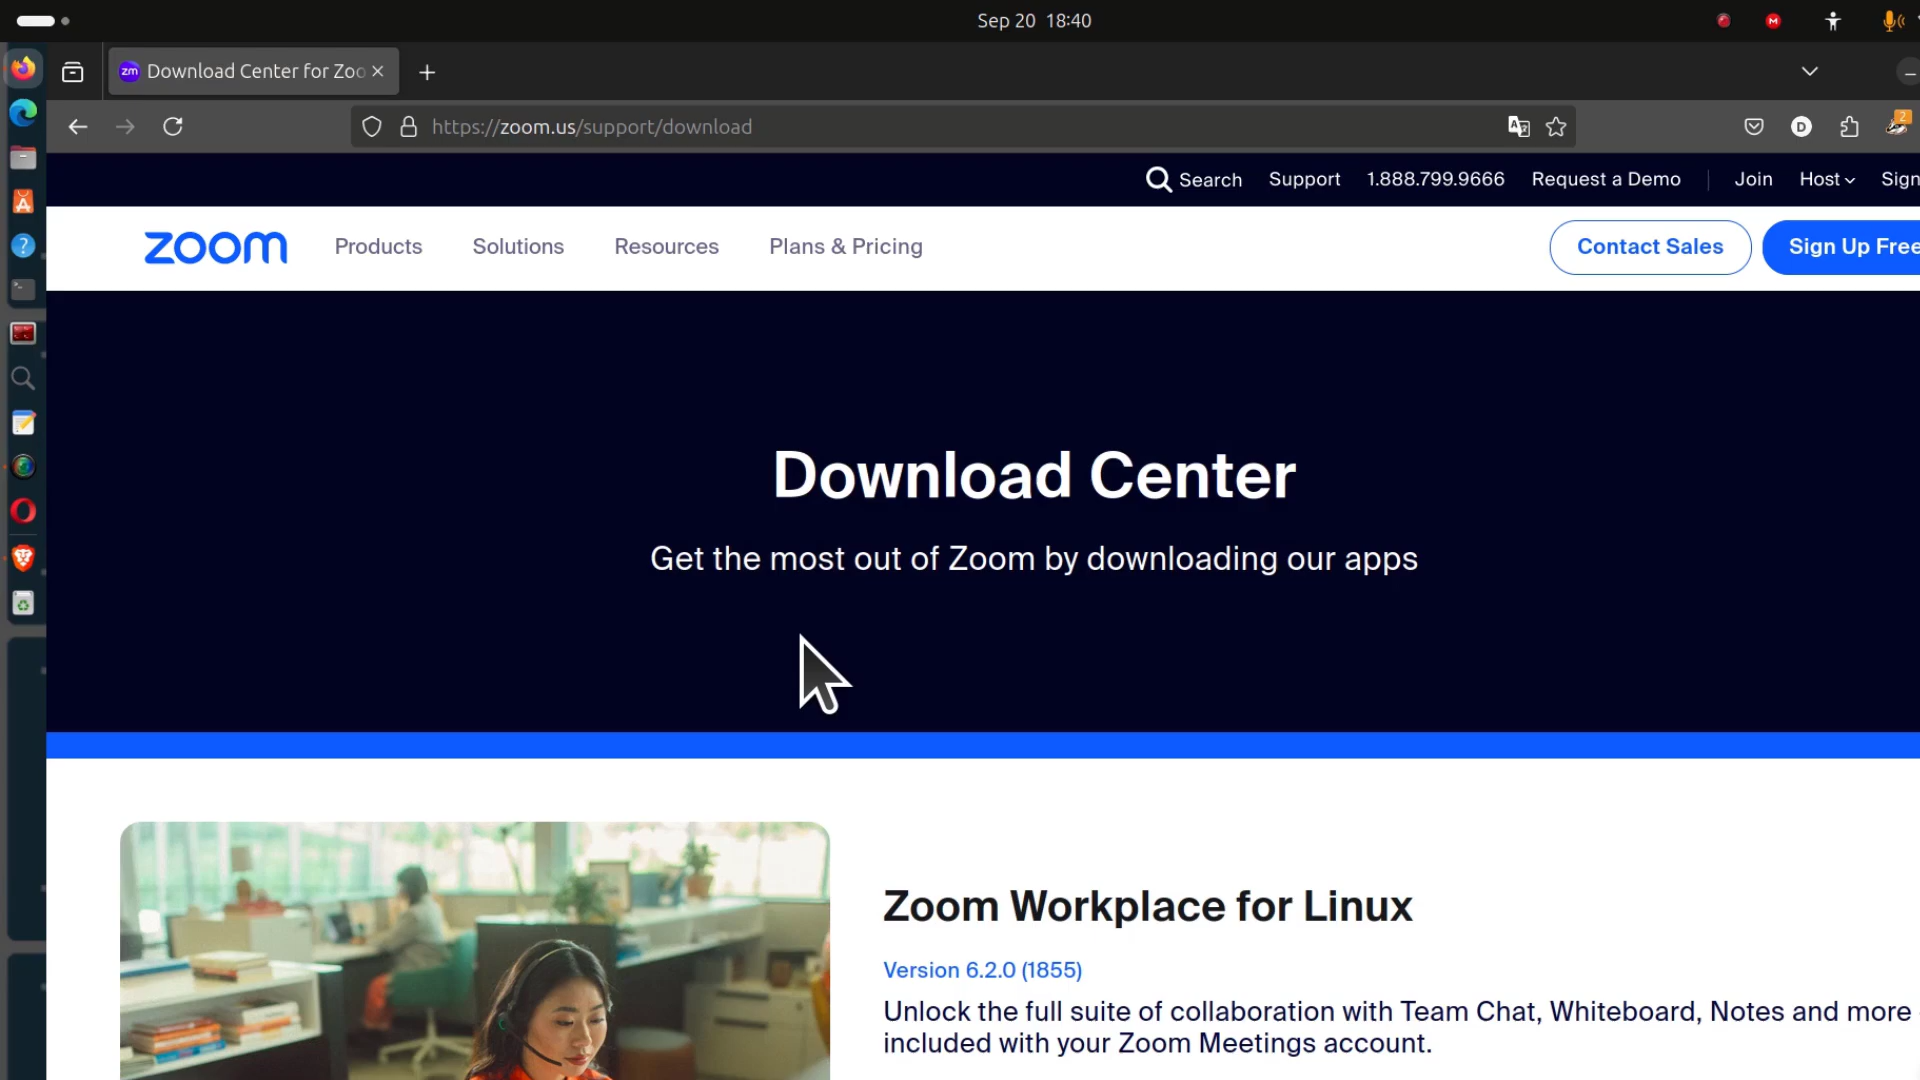 Sep 20 18:40
zm Download Center for Zoo
https://zoom.us/support/download
D
2
Search Support 1.888.799.9666 Request a Demo Join Host Sign
zoom Products Solutions Resources Plans & Pricing Contact Sales Sign Up Free
Download Center
Get the most out of Zoom by downloading our apps
Zoom Workplace for Linux
Version 6.2.0 (1855)
Unlock the full suite of collaboration with Team Chat, Whiteboard, Notes and more
included with your Zoom Meetings account.